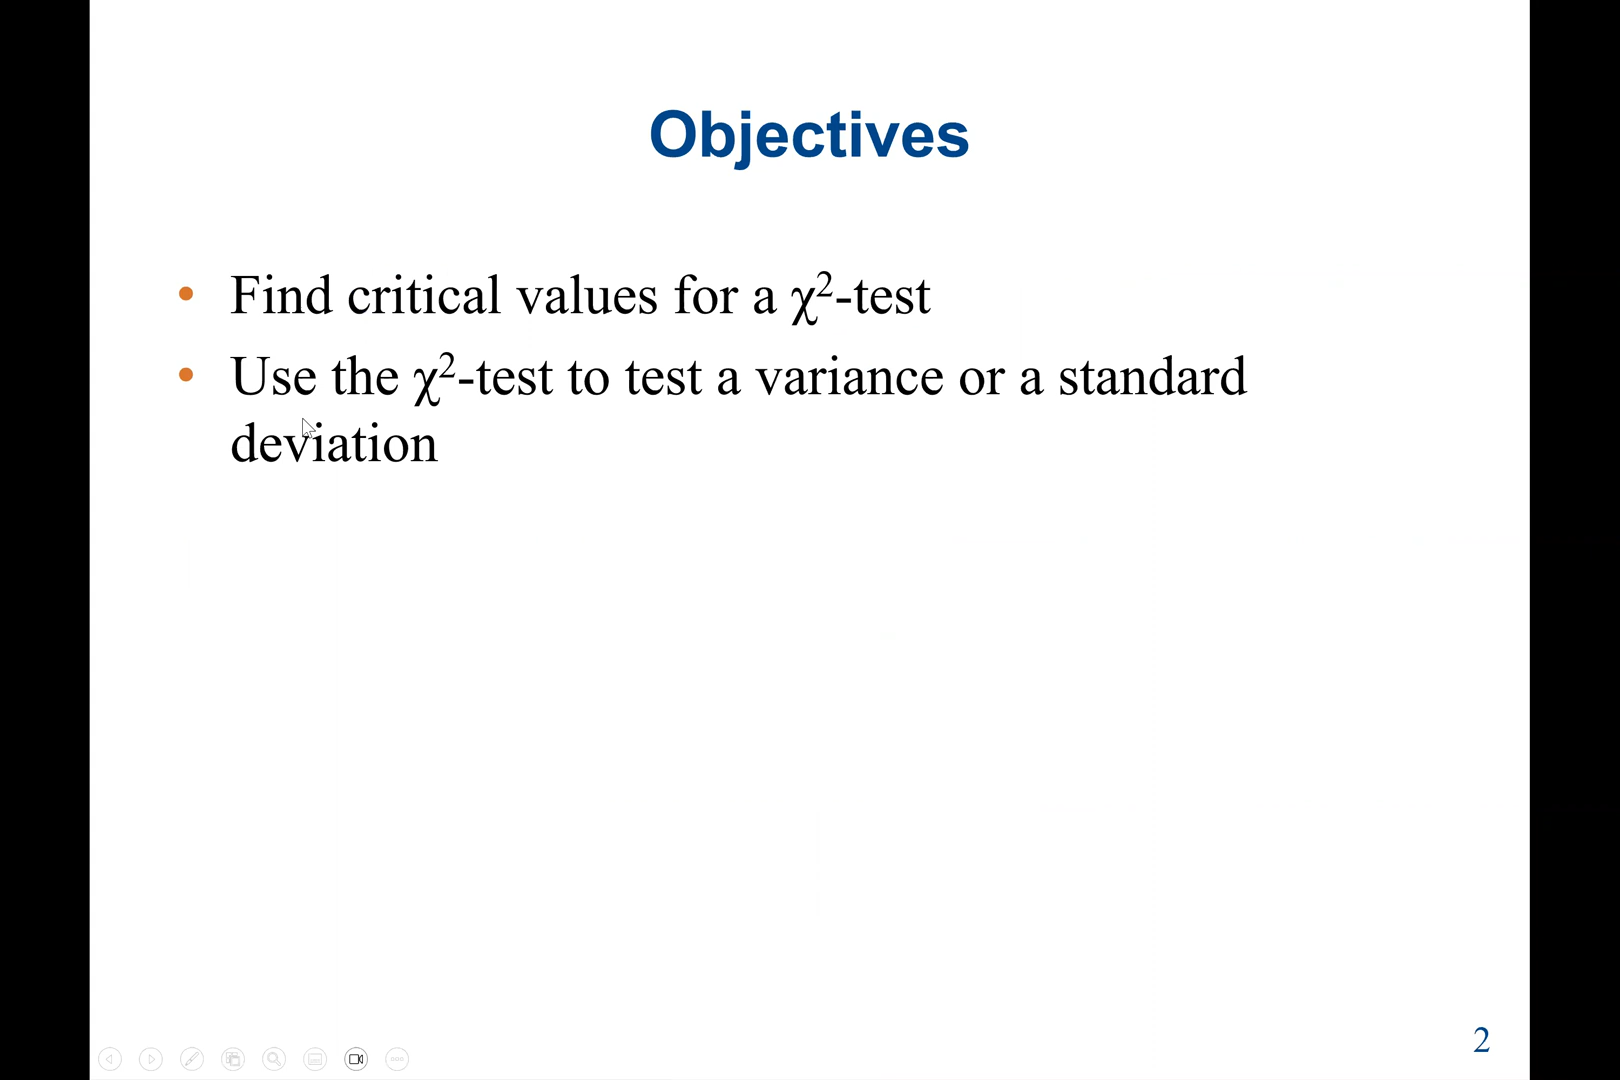 Objectives
• Find critical values for a χ²-test
• Use the χ²-test to test a variance or a standard
deviation
2